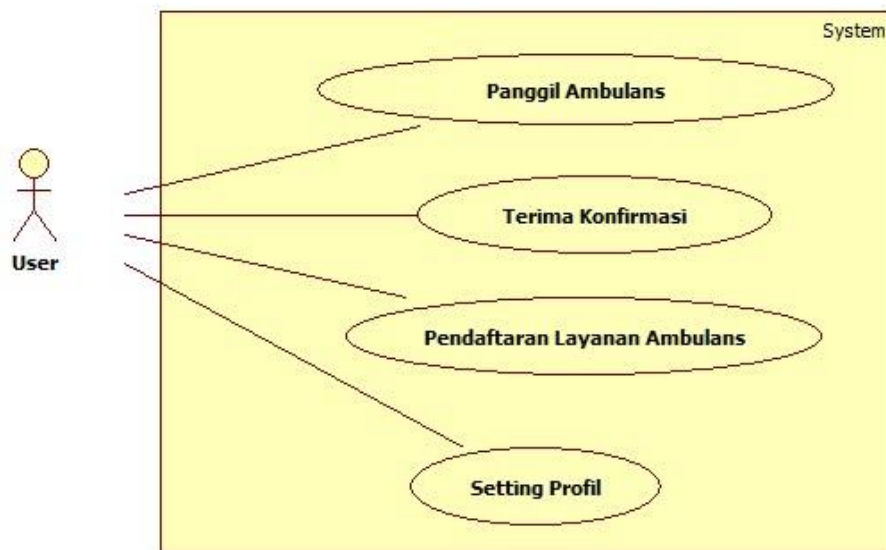 System
Panggil Ambulans
Terima Konfirmasi
User
Pendaftaran Layanan Ambulans
Setting Profil